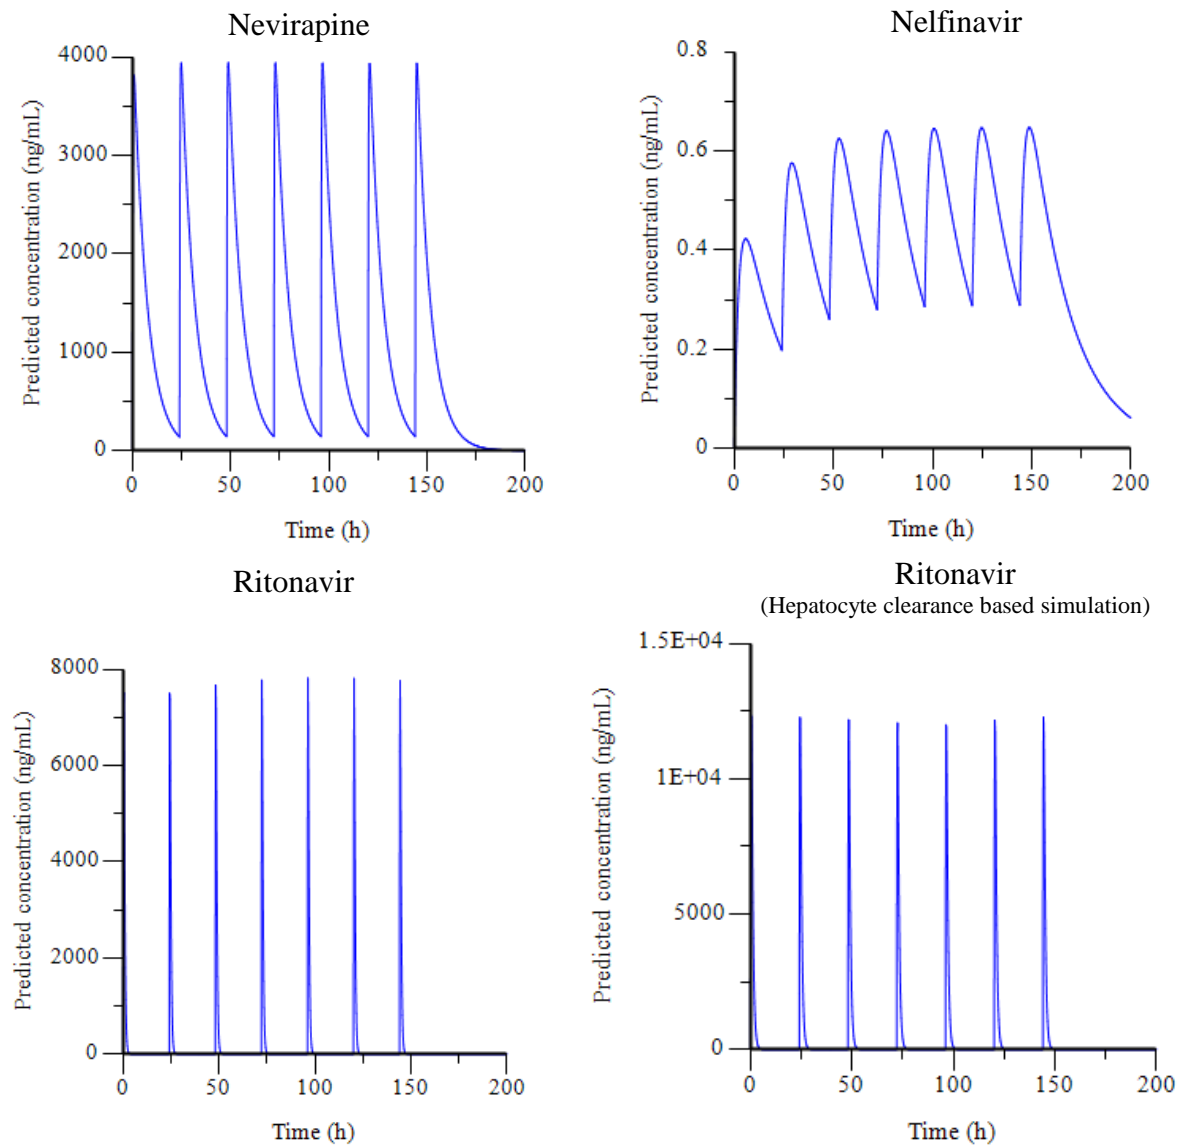 Nevirapine
Predicted concentration (ng/mL)
4000
3000
2000
1000
0
0 50 100 150 200
Time (h)
Nelfinavir
Predicted concentration (ng/mL)
0.8
0.6
0.4
0.2
0
0 50 100 150 200
Time (h)
Ritonavir
Predicted concentration (ng/mL)
8000
6000
4000
2000
0
0 50 100 150 200
Time (h)
Ritonavir
(Hepatocyte clearance based simulation)
Predicted concentration (ng/mL)
1.5E+04
1E+04
5000
0
0 50 100 150 200
Time (h)